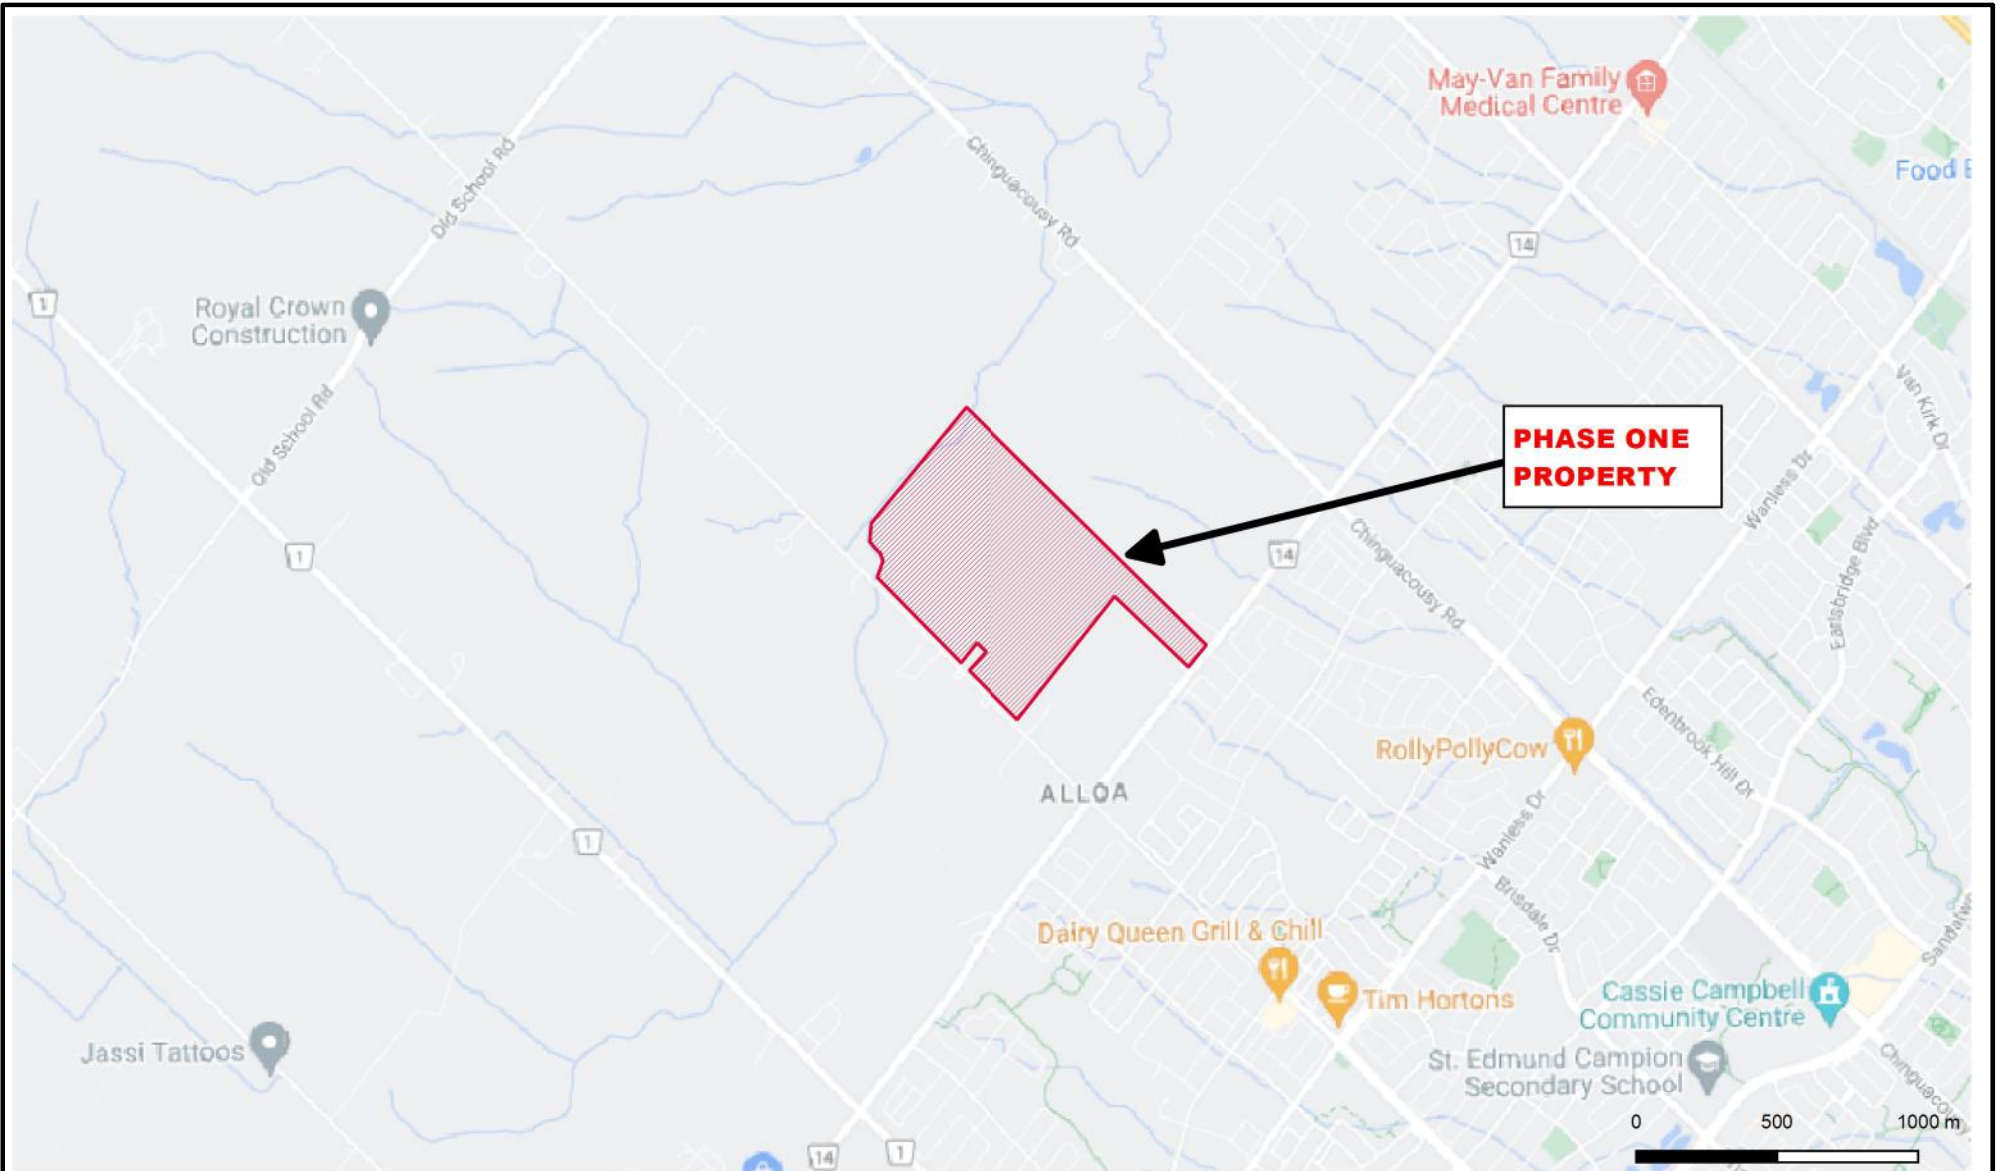 May-Van Family
Medical Centre
Food
Old School Rd
Chinguacousy Rd
14
1
Royal Crown
Construction
Old School Rd
Van Kirk Dr
PHASE ONE
PROPERTY
Wanless Dr
Earlsbridge Blvd
1
14
Chinguacousy Rd
Edenbrook Hill Dr
RollyPollyCow
ALLOA
Wanless Dr
1
Brisdale Dr
Dairy Queen Grill & Chill
Tim Hortons
Cassie Campbell
Community Centre
Jassi Tattoos
St. Edmund Campion
Secondary School
0 500 1000 m
14
1